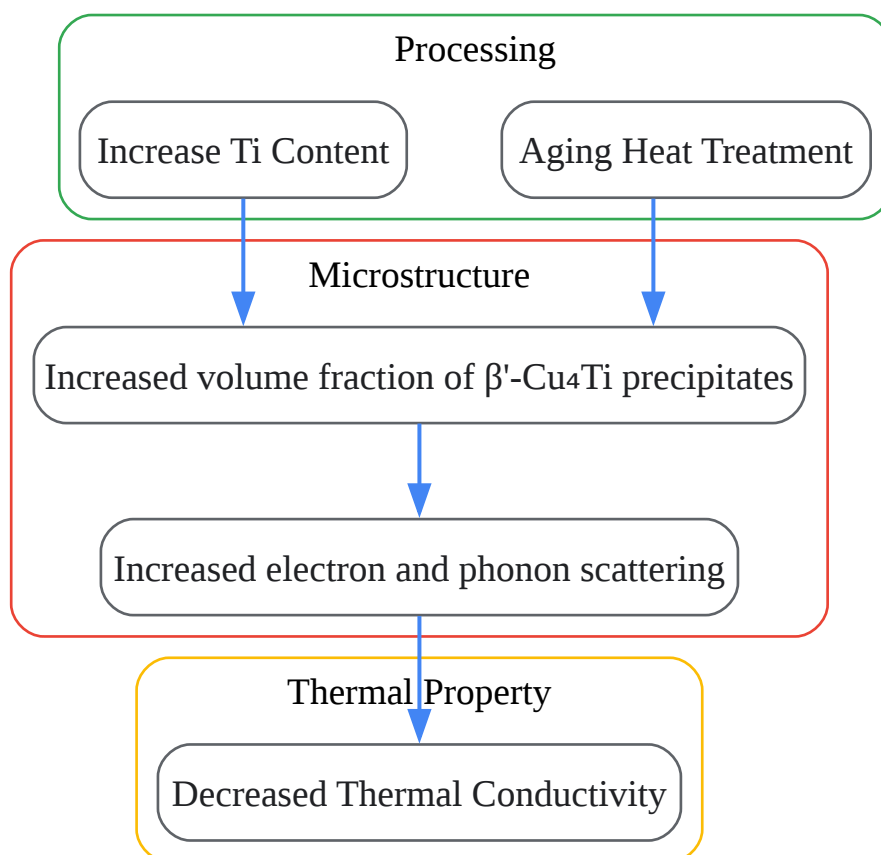 Processing
Increase Ti Content
Aging Heat Treatment
Microstructure
Increased volume fraction of β'-Cu₄Ti precipitates
Increased electron and phonon scattering
Thermal Property
Decreased Thermal Conductivity